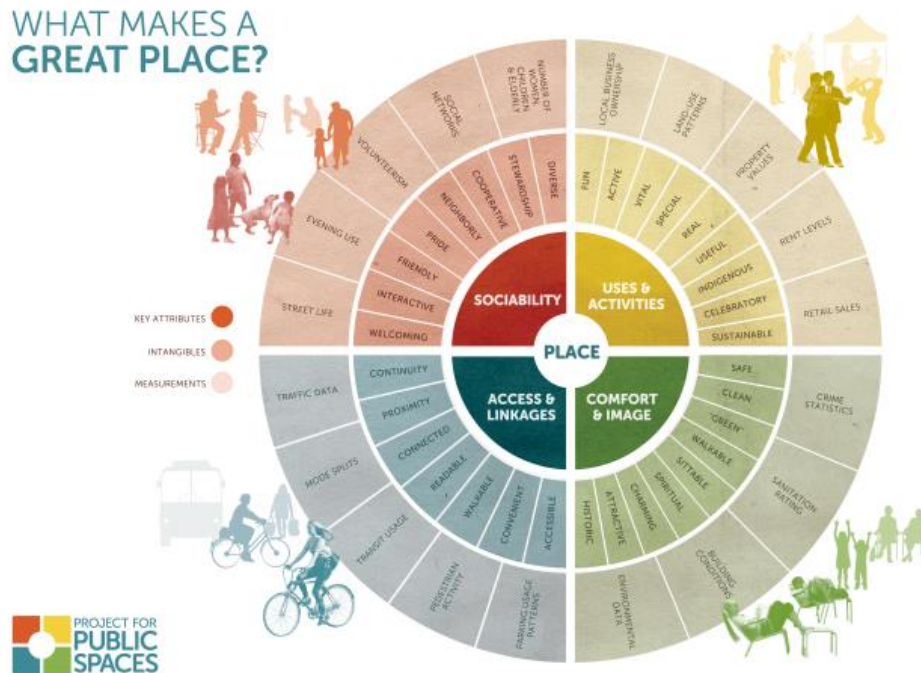 WHAT MAKES A
GREAT PLACE?
KEY ATTRIBUTES
INTANGIBLES
MEASUREMENTS
PLACE
SOCIABILITY
WELCOMING
INTERACTIVE
FRIENDLY
PRIDE
NEIGHBORLY
COOPERATIVE
STEWARDSHIP
DIVERSE
STREET LIFE
EVENING USE
VOLUNTEERISM
SOCIAL
NETWORKS
NUMBER OF
WOMEN,
CHILDREN
& ELDERLY
USES &
ACTIVITIES
FUN
ACTIVE
VITAL
SPECIAL
REAL
USEFUL
INDIGENOUS
CELEBRATORY
SUSTAINABLE
LOCAL BUSINESS
OWNERSHIP
LAND-USE
PATTERNS
PROPERTY
VALUES
RENT LEVELS
RETAIL SALES
COMFORT
& IMAGE
SAFE
CLEAN
"GREEN"
WALKABLE
SITTABLE
SPIRITUAL
CHARMING
ATTRACTIVE
HISTORIC
CRIME
STATISTICS
SANITATION
RATING
BUILDING
CONDITIONS
ENVIRONMENTAL
DATA
ACCESS &
LINKAGES
CONTINUITY
PROXIMITY
CONNECTED
READABLE
WALKABLE
CONVENIENT
ACCESSIBLE
TRAFFIC DATA
MODE SPLITS
TRANSIT USAGE
PEDESTRIAN
ACTIVITY
PARKING USAGE
PATTERNS
PROJECT FOR
PUBLIC
SPACES